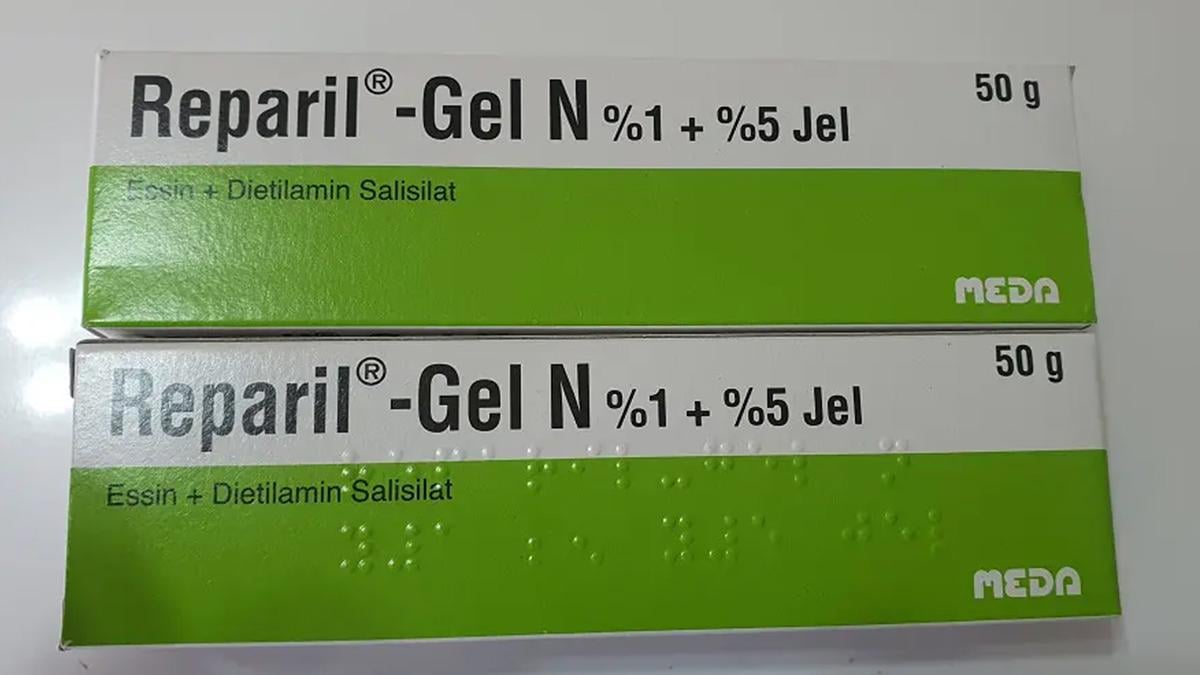 Reparil®-Gel N %1 + %5 Jel
50 g
Essin + Dietilamin Salisilat
MEDA
Reparil®-Gel N %1 + %5 Jel
50 g
Essin + Dietilamin Salisilat
MEDA